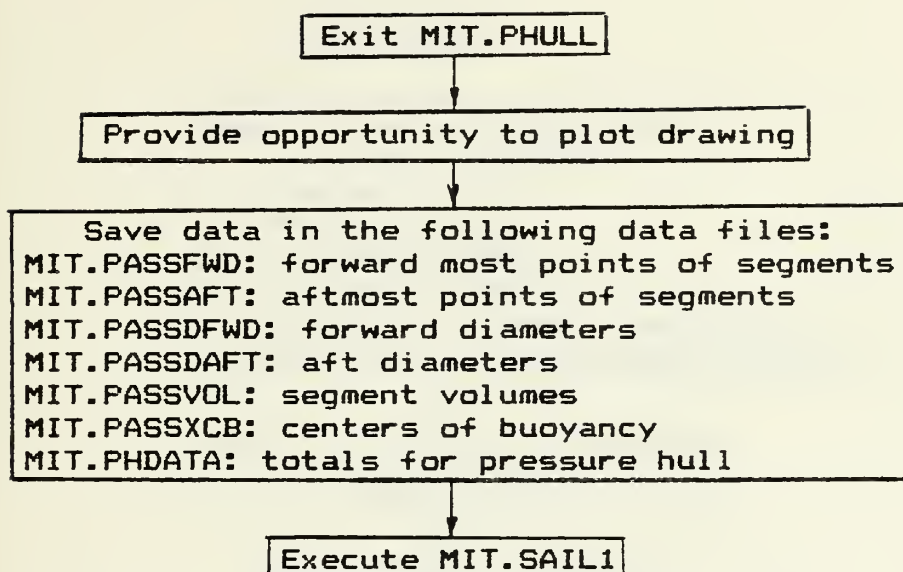 Exit MIT.PHULL
Provide opportunity to plot drawing
Save data in the following data files:
MIT.PASSFWD: forward most points of segments
MIT.PASSAFT: aftmost points of segments
MIT.PASSDFWD: forward diameters
MIT.PASSDAFT: aft diameters
MIT.PASSVOL: segment volumes
MIT.PASSXCB: centers of buoyancy
MIT.PHDATA: totals for pressure hull
Execute MIT.SAIL1